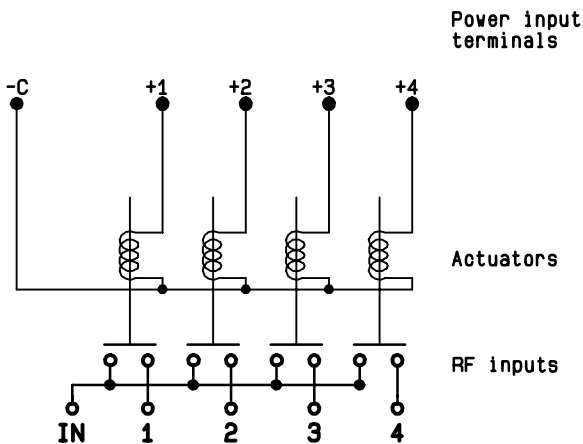 Power input
terminals
-C +1 +2 +3 +4
Actuators
RF inputs
IN 1 2 3 4